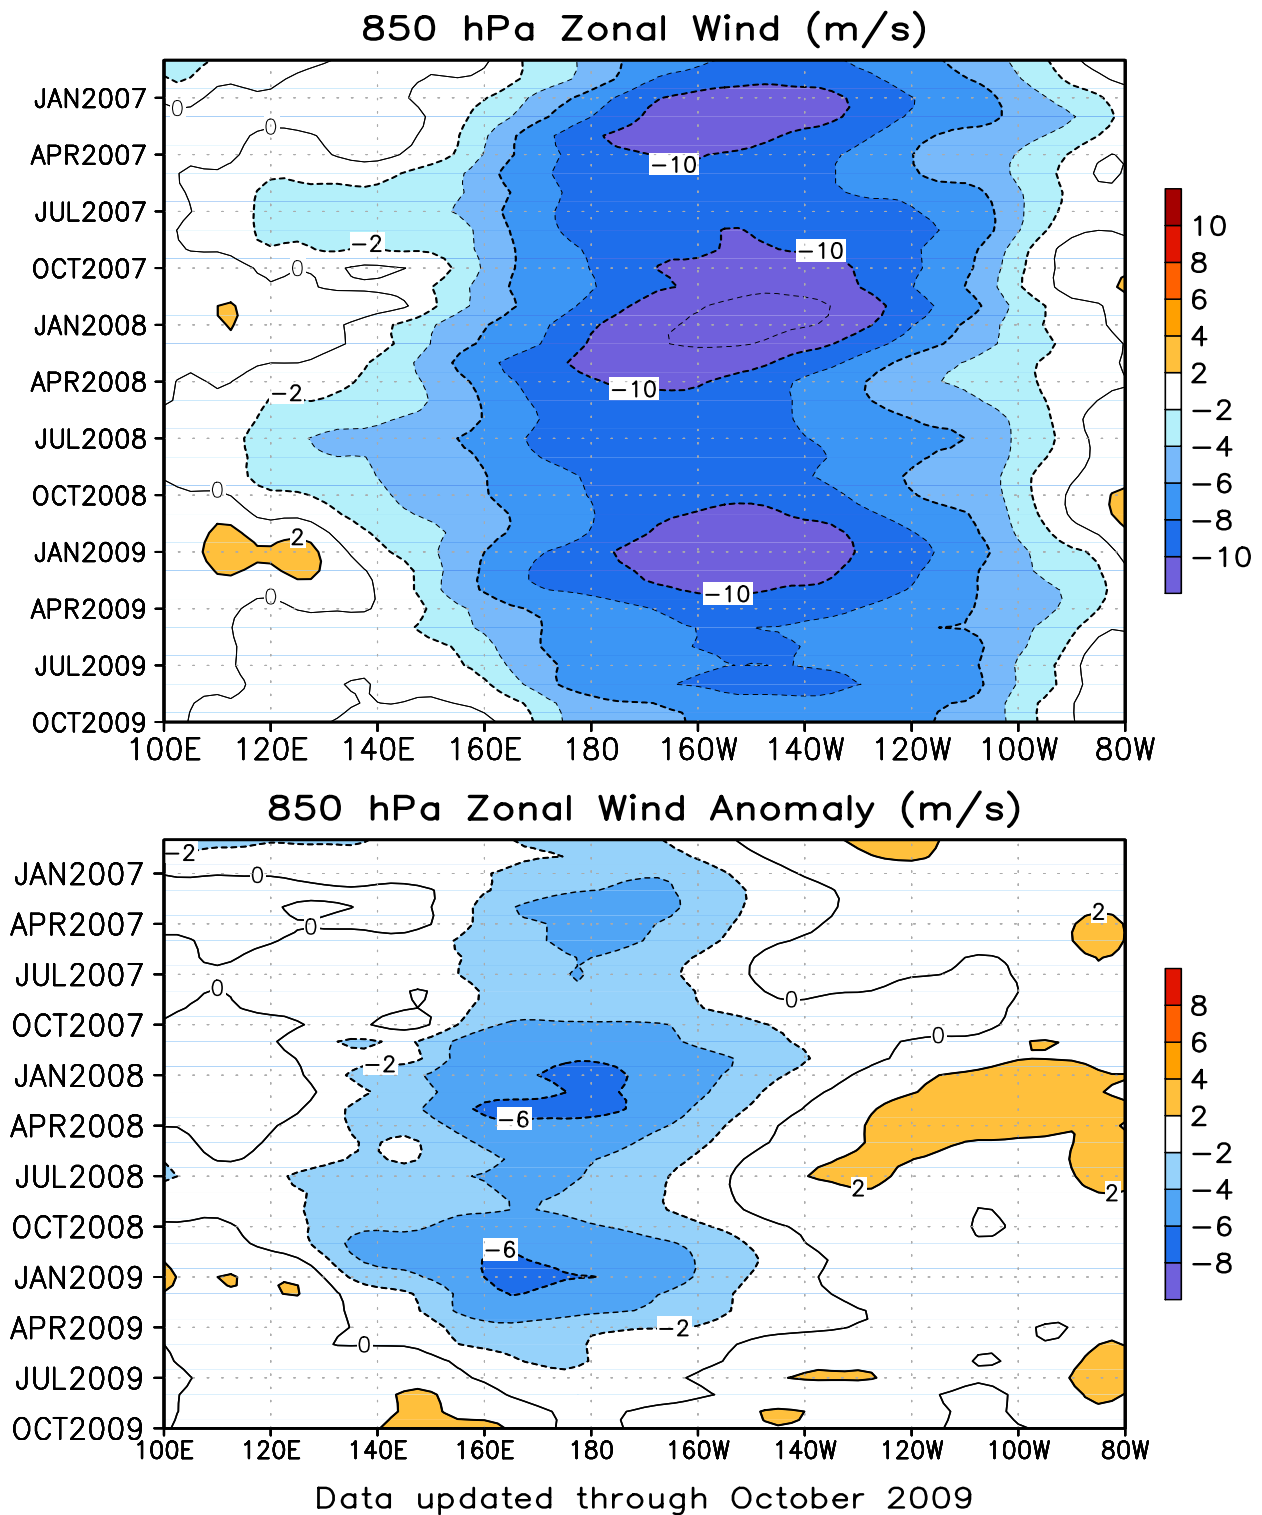 850 hPa Zonal Wind (m/s)
JAN2007
APR2007
JUL2007
OCT2007
JAN2008
APR2008
JUL2008
OCT2008
JAN2009
APR2009
JUL2009
OCT2009
100E 120E 140E 160E 180 160W 140W 120W 100W 80W
0
0
-10
-2
-10
0
-10
-2
0
2
0
-10
10
8
6
4
2
-2
-4
-6
-8
-10
850 hPa Zonal Wind Anomaly (m/s)
JAN2007
APR2007
JUL2007
OCT2007
JAN2008
APR2008
JUL2008
OCT2008
JAN2009
APR2009
JUL2009
OCT2009
100E 120E 140E 160E 180 160W 140W 120W 100W 80W
-2
0
2
0
0
0
0
-2
-6
2
2
-6
-2
0
8
6
4
2
-2
-4
-6
-8
Data updated through October 2009